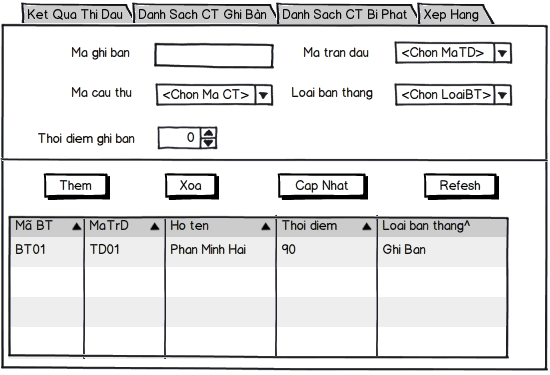 Ket Qua Thi Dau Danh Sach CT Ghi Bàn Danh Sach CT Bi Phat Xep Hang
Ma ghi ban Ma tran dau <Chon MaTD>
Ma cau thu <Chon Ma CT> Loai ban thang <Chon LoaiBT>
Thoi diem ghi ban 0
Them Xoa Cap Nhat Refesh
Mã BT MaTrD Ho ten Thoi diem Loai ban thang^
BT01 TD01 Phan Minh Hai 90 Ghi Ban